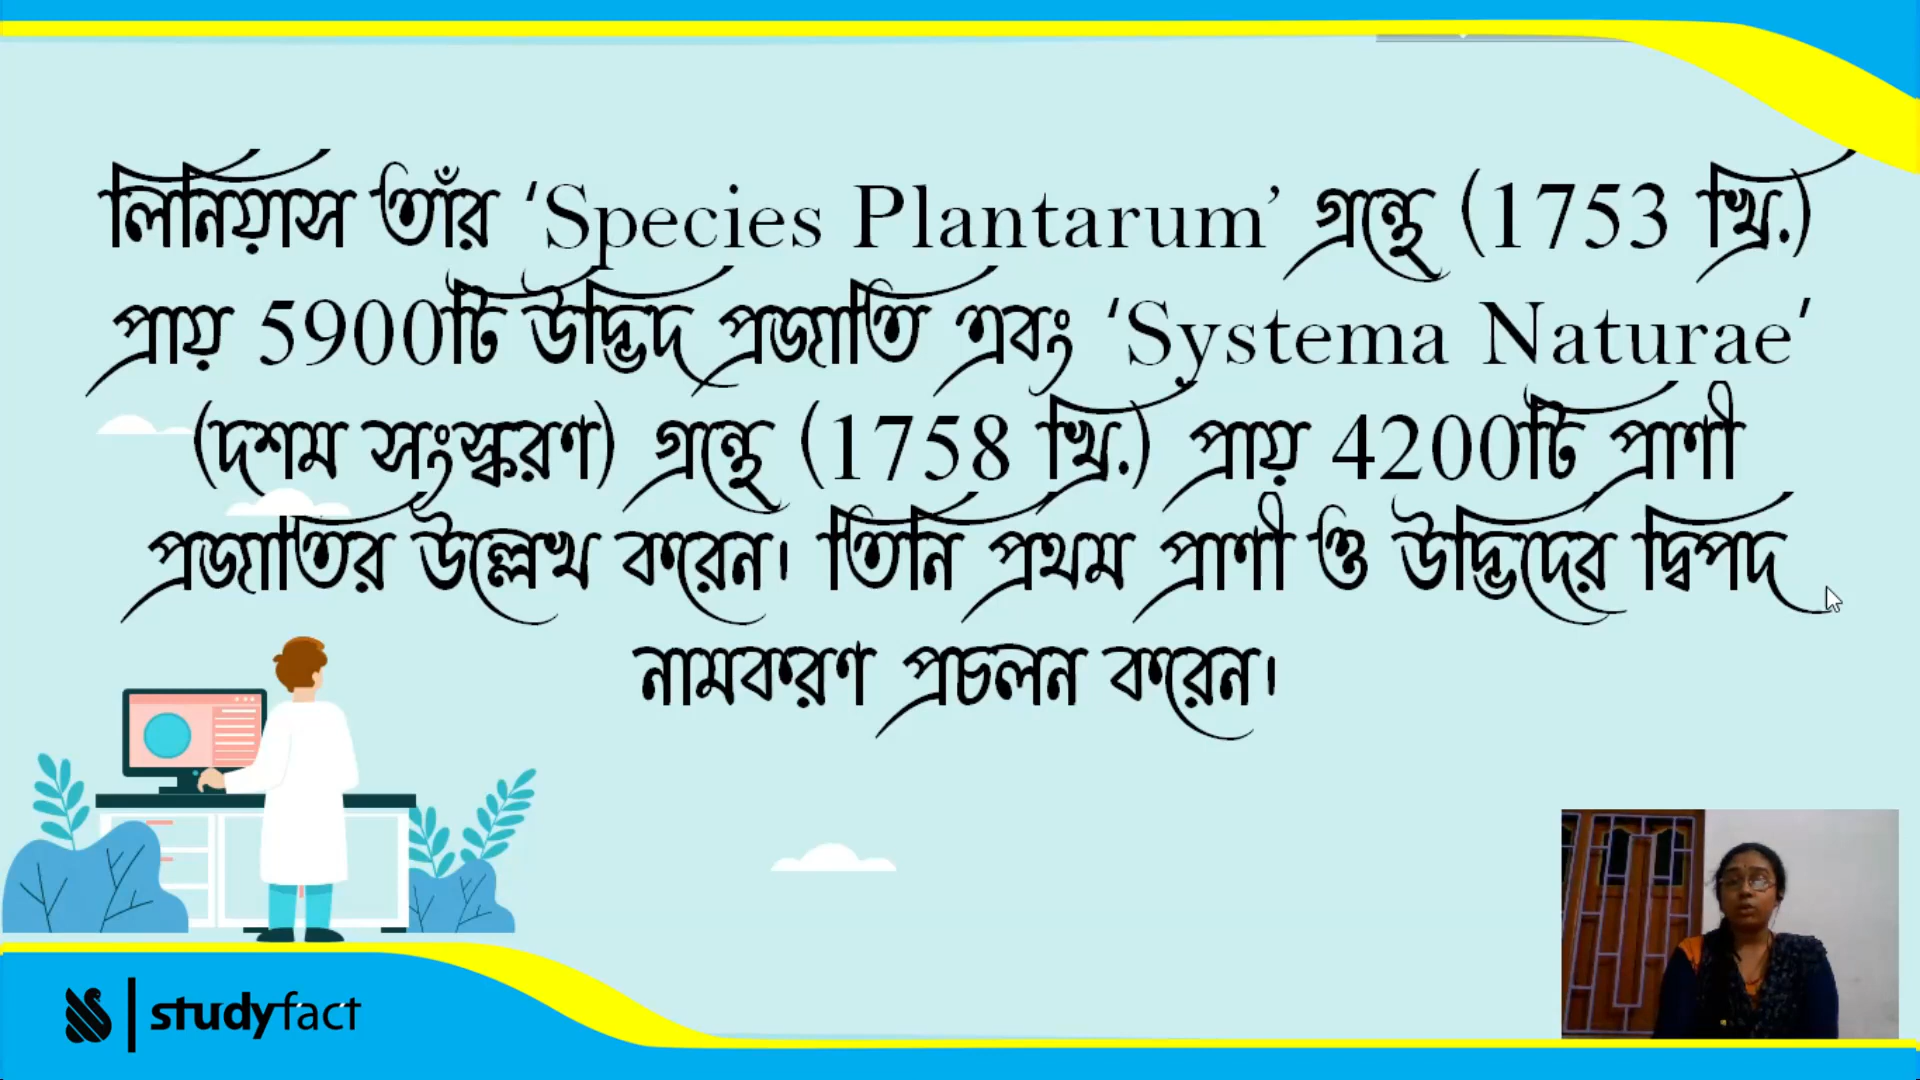 লিনিয়াস তাঁর ‘Species Plantarum’ গ্রন্থে (1753 খ্রি.)
প্রায় 5900টি উদ্ভিদ প্রজাতি এবং ‘Systema Naturae’
(দশম সংস্করণ) গ্রন্থে (1758 খ্রি.) প্রায় 4200টি প্রাণী
প্রজাতির উল্লেখ করেন। তিনি প্রথম প্রাণী ও উদ্ভিদের দ্বিপদ
নামকরণ প্রচলন করেন।
studyfact